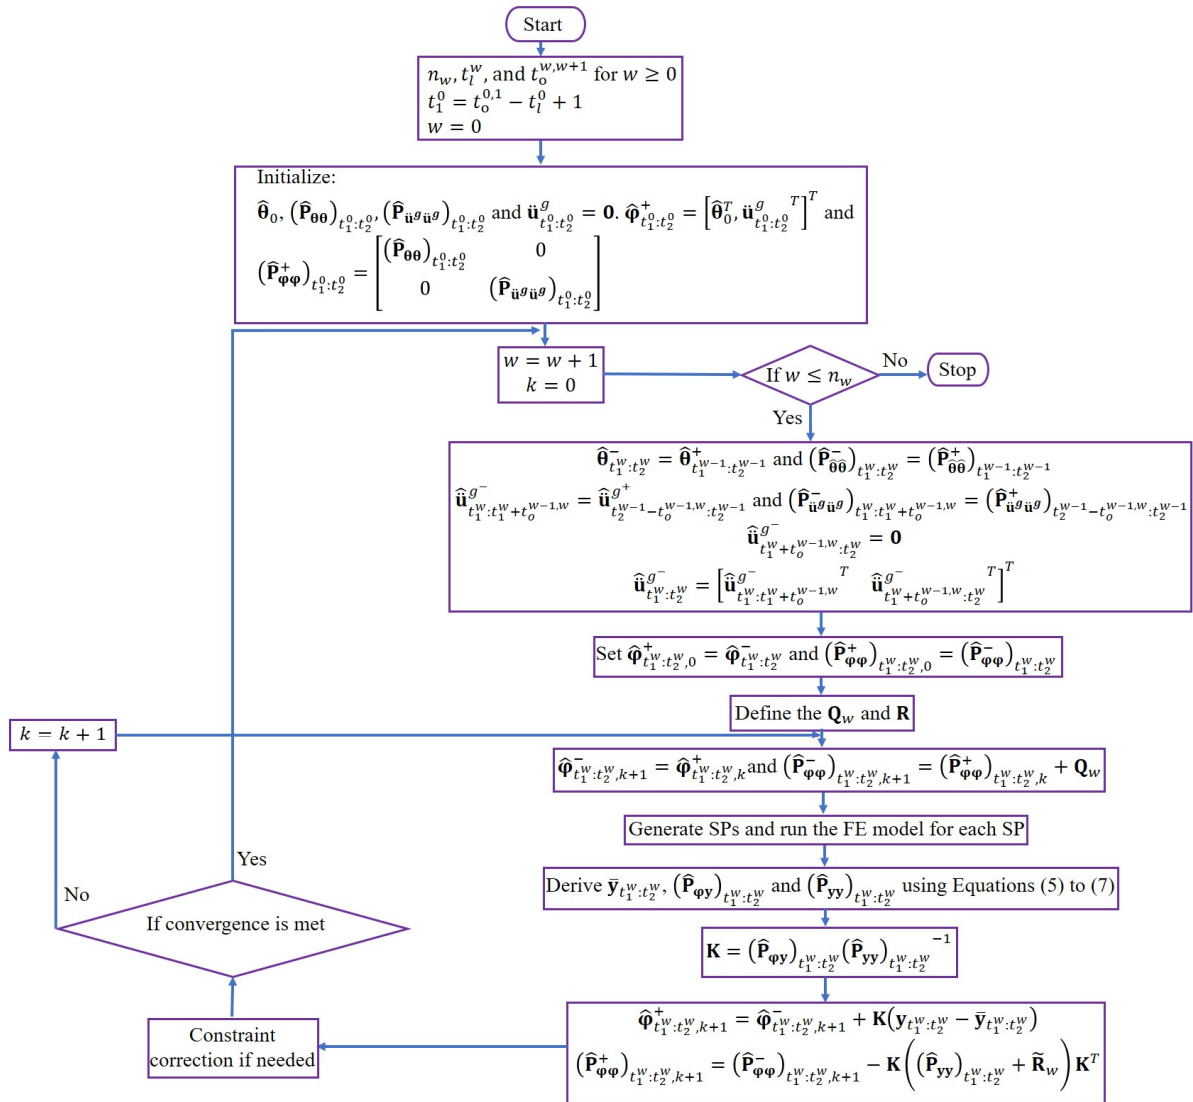 Start
n_w, t_l^w, and t_o^{w,w+1} for w ≥ 0
t_1^0 = t_o^{0,1} − t_l^0 + 1
w = 0
Initialize:
θ̂_0, (P̂_θθ)_{t_1^0:t_2^0}, (P̂_{ü^g ü^g})_{t_1^0:t_2^0} and ü^g_{t_1^0:t_2^0} = 0. φ̂^+_{t_1^0:t_2^0} = [θ̂_0^T, ü^g_{t_1^0:t_2^0}^T]^T and
(P̂^+_φφ)_{t_1^0:t_2^0} = [(P̂_θθ)_{t_1^0:t_2^0} 0
0 (P̂_{ü^g ü^g})_{t_1^0:t_2^0}]
w = w + 1
k = 0
If w ≤ n_w
No
Stop
Yes
θ̂^−_{t_1^w:t_2^w} = θ̂^+_{t_1^{w−1}:t_2^{w−1}} and (P̂^−_{θ̂θ̂})_{t_1^w:t_2^w} = (P̂^+_{θ̂θ̂})_{t_1^{w−1}:t_2^{w−1}}
ü̂^{g−}_{t_1^w:t_1^w+t_o^{w−1,w}} = ü̂^{g+}_{t_2^{w−1}−t_o^{w−1,w}:t_2^{w−1}} and (P̂^−_{ü^g ü^g})_{t_1^w:t_1^w+t_o^{w−1,w}} = (P̂^+_{ü^g ü^g})_{t_2^{w−1}−t_o^{w−1,w}:t_2^{w−1}}
ü̂^{g−}_{t_1^w+t_o^{w−1,w}:t_2^w} = 0
ü̂^{g−}_{t_1^w:t_2^w} = [ü̂^{g−}_{t_1^w:t_1^w+t_o^{w−1,w}}^T ü̂^{g−}_{t_1^w+t_o^{w−1,w}:t_2^w}^T]^T
Set φ̂^+_{t_1^w:t_2^w,0} = φ̂^−_{t_1^w:t_2^w} and (P̂^+_φφ)_{t_1^w:t_2^w,0} = (P̂^−_φφ)_{t_1^w:t_2^w}
Define the Q_w and R
k = k + 1
φ̂^−_{t_1^w:t_2^w,k+1} = φ̂^+_{t_1^w:t_2^w,k} and (P̂^−_φφ)_{t_1^w:t_2^w,k+1} = (P̂^+_φφ)_{t_1^w:t_2^w,k} + Q_w
Generate SPs and run the FE model for each SP
Derive ȳ_{t_1^w:t_2^w}, (P̂_φy)_{t_1^w:t_2^w} and (P̂_yy)_{t_1^w:t_2^w} using Equations (5) to (7)
K = (P̂_φy)_{t_1^w:t_2^w} (P̂_yy)_{t_1^w:t_2^w}^{−1}
φ̂^+_{t_1^w:t_2^w,k+1} = φ̂^−_{t_1^w:t_2^w,k+1} + K(y_{t_1^w:t_2^w} − ȳ_{t_1^w:t_2^w})
(P̂^+_φφ)_{t_1^w:t_2^w,k+1} = (P̂^−_φφ)_{t_1^w:t_2^w,k+1} − K((P̂_yy)_{t_1^w:t_2^w} + R̃_w)K^T
Constraint
correction if needed
If convergence is met
Yes
No